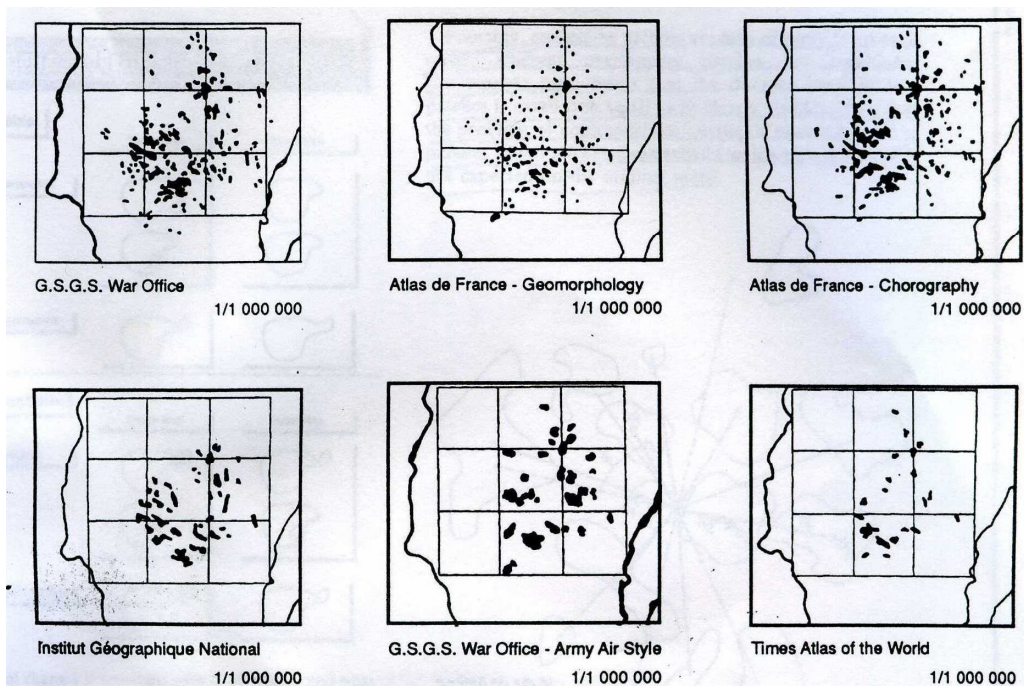 G.S.G.S. War Office
1/1 000 000
Atlas de France - Geomorphology
1/1 000 000
Atlas de France - Chorography
1/1 000 000
Institut Géographique National
1/1 000 000
G.S.G.S. War Office - Army Air Style
1/1 000 000
Times Atlas of the World
1/1 000 000